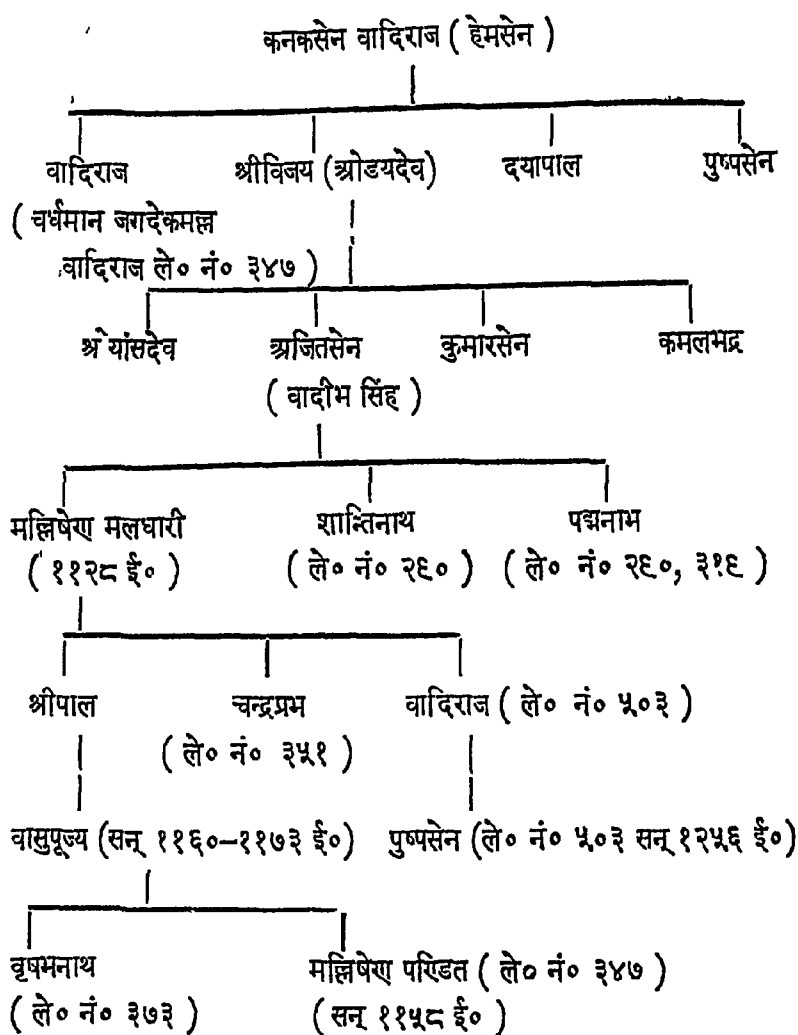 कनकसेन वादिराज ( हेमसेन )
वादिराज श्रीविजय (ओडयदेव) दयापाल पुष्पसेन
( वर्धमान जगदेकमल्ल
वादिराज ले० नं० ३४७ )
श्रेयांसदेव अजितसेन कुमारसेन कमलभद्र
( वादीभ सिंह )
मल्लिषेण मलधारी शान्तिनाथ पद्मनाभ
( ११२८ ई० ) ( ले० नं० २९० ) ( ले० नं० २९०, ३१९ )
श्रीपाल चन्द्रप्रभ वादिराज ( ले० नं० ५०३ )
( ले० नं० ३५१ )
वासुपूज्य (सन् ११६०–११७३ ई०) पुष्पसेन (ले० नं० ५०३ सन् १२५६ ई०)
वृषभनाथ मल्लिषेण पण्डित ( ले० नं० ३४७ )
( ले० नं० ३७३ ) (सन् ११५८ ई०)